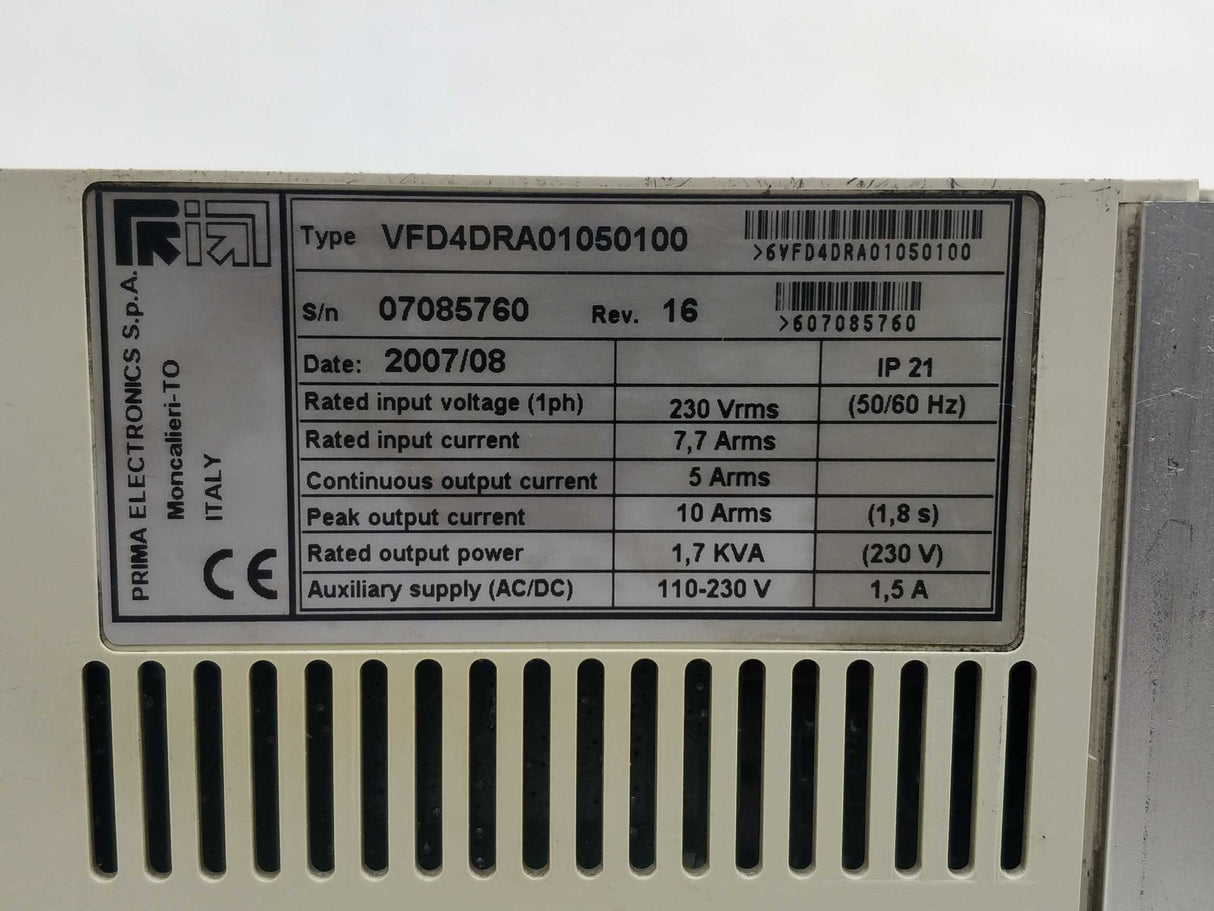 PRIMA ELECTRONICS S.p.A.
Moncalieri-TO
ITALY
CE
Type VFD4DRA01050100
>6VFD4DRA01050100
S/n 07085760 Rev. 16
>607085760
Date: 2007/08 IP 21
Rated input voltage (1ph) 230 Vrms (50/60 Hz)
Rated input current 7,7 Arms
Continuous output current 5 Arms
Peak output current 10 Arms (1,8 s)
Rated output power 1,7 KVA (230 V)
Auxiliary supply (AC/DC) 110-230 V 1,5 A